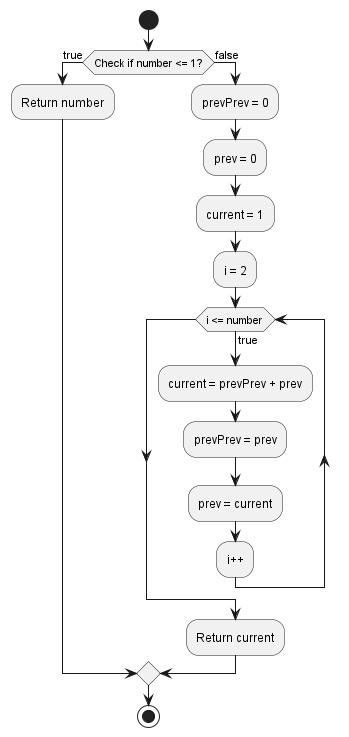 true
Check if number <= 1?
false
Return number
prevPrev = 0
prev = 0
current = 1
i = 2
i <= number
true
current = prevPrev + prev
prevPrev = prev
prev = current
i++
Return current